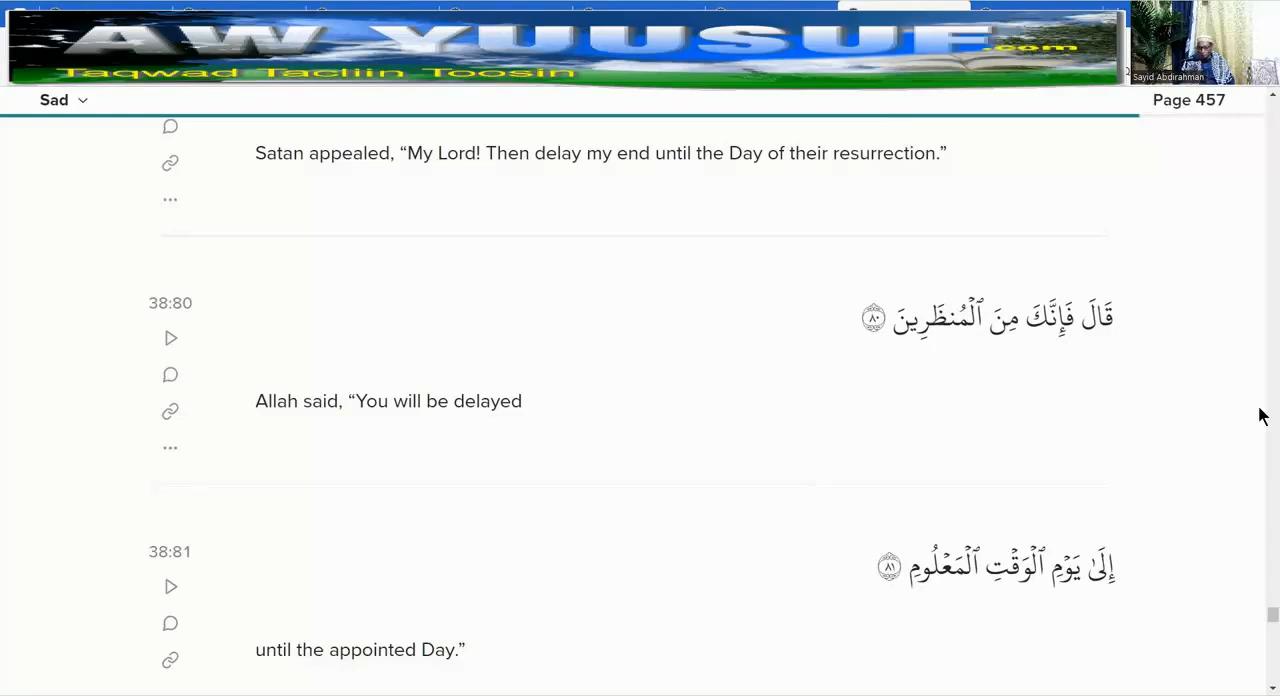 AW YUUSUF.com
Taqwad Tacliin Toosin
Sayid Abdirahman
Sad
Page 457
Satan appealed, “My Lord! Then delay my end until the Day of their resurrection.”
38:80
قَالَ فَإِنَّكَ مِنَ ٱلْمُنظَرِينَ ٨٠
Allah said, “You will be delayed
38:81
إِلَىٰ يَوْمِ ٱلْوَقْتِ ٱلْمَعْلُومِ ٨١
until the appointed Day.”